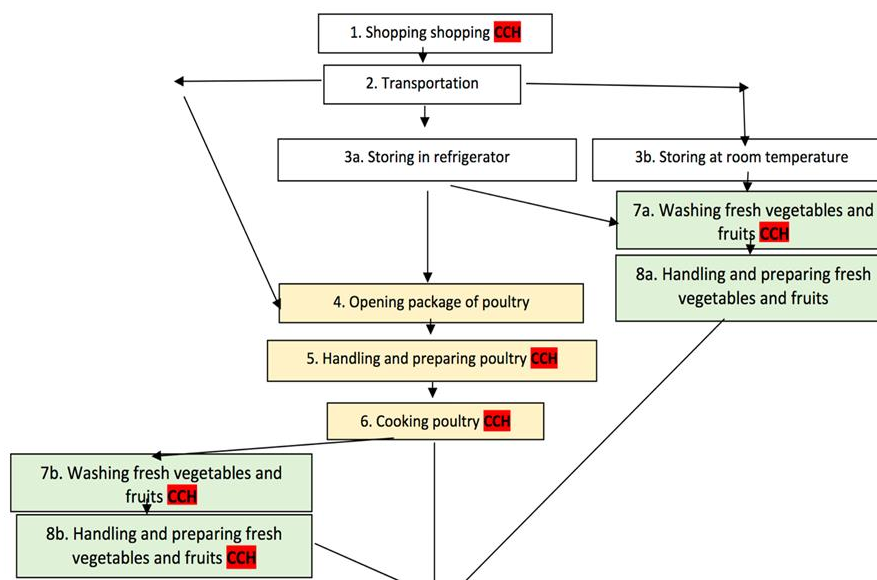 1. Shopping shopping CCH
2. Transportation
3a. Storing in refrigerator
3b. Storing at room temperature
7a. Washing fresh vegetables and
fruits CCH
8a. Handling and preparing fresh
vegetables and fruits
4. Opening package of poultry
5. Handling and preparing poultry CCH
6. Cooking poultry CCH
7b. Washing fresh vegetables and
fruits CCH
8b. Handling and preparing fresh
vegetables and fruits CCH